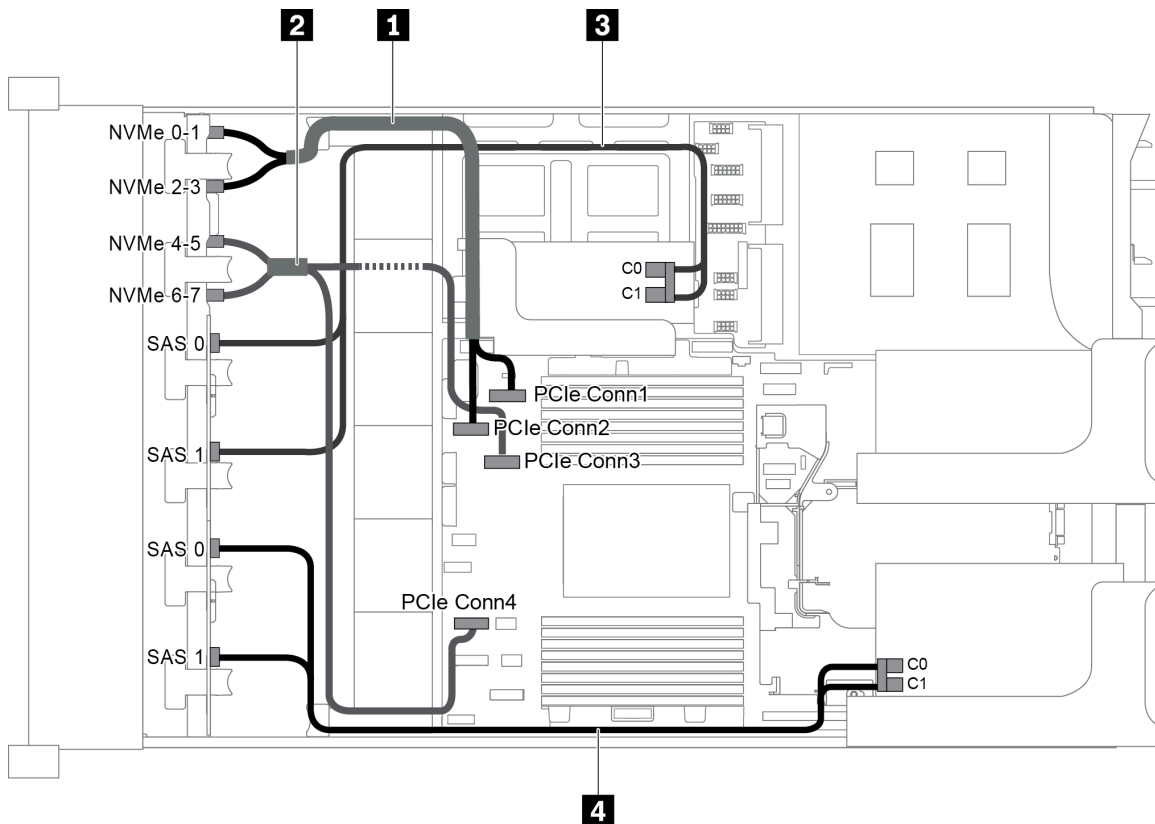 2
1
3
NVMe 0-1
NVMe 2-3
NVMe 4-5
NVMe 6-7
C0
C1
SAS 0
PCIe Conn1
PCIe Conn2
SAS 1
PCIe Conn3
SAS 0
PCIe Conn4
SAS 1
C0
C1
4